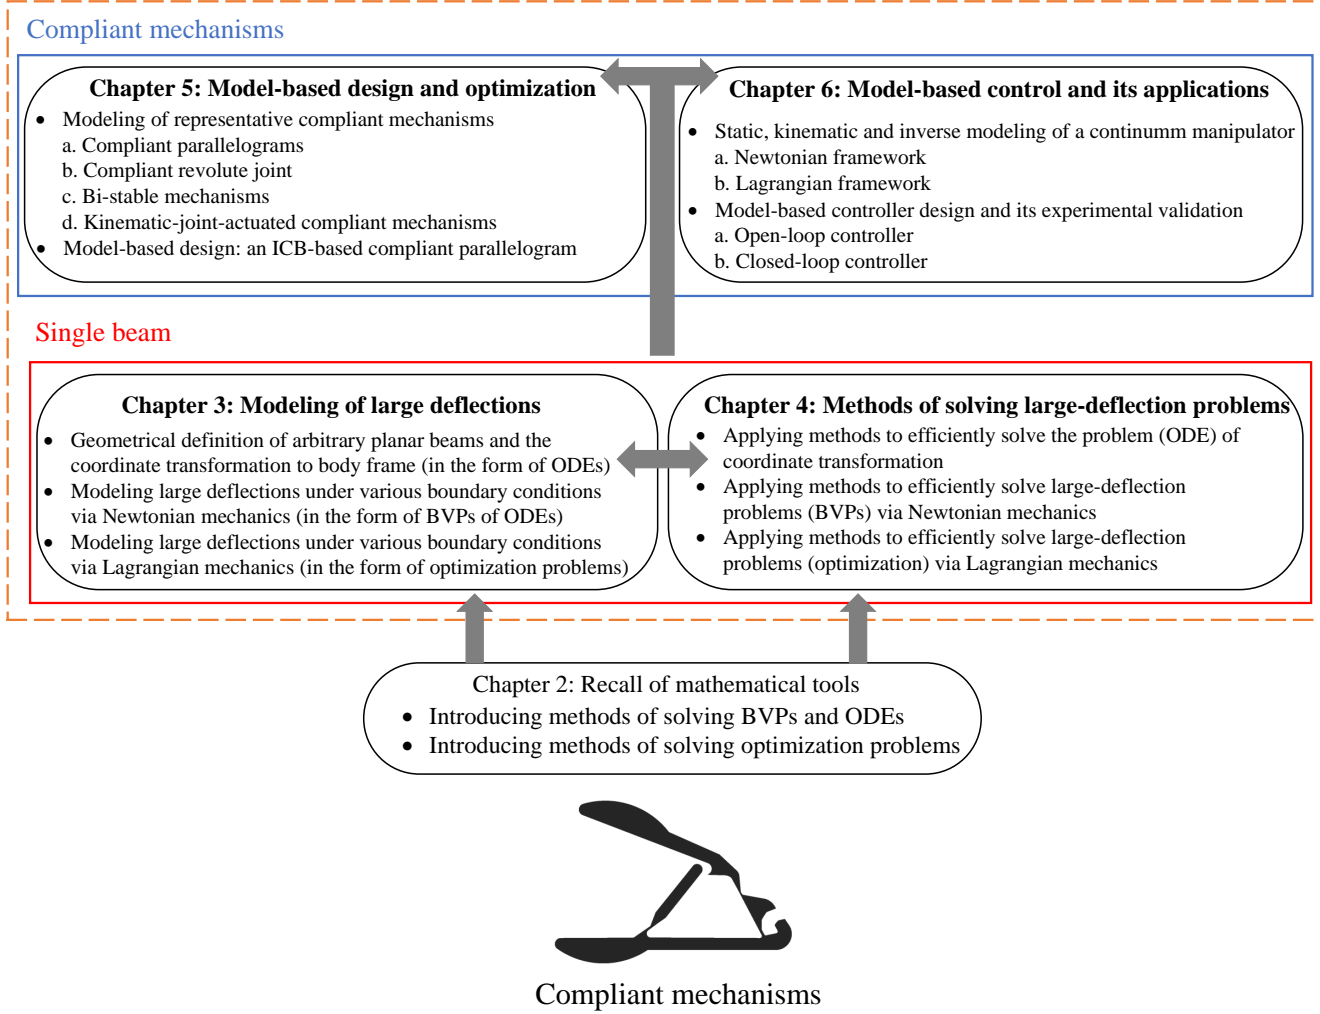 Compliant mechanisms
Chapter 5: Model-based design and optimization
• Modeling of representative compliant mechanisms
a. Compliant parallelograms
b. Compliant revolute joint
c. Bi-stable mechanisms
d. Kinematic-joint-actuated compliant mechanisms
• Model-based design: an ICB-based compliant parallelogram
Chapter 6: Model-based control and its applications
• Static, kinematic and inverse modeling of a continumm manipulator
a. Newtonian framework
b. Lagrangian framework
• Model-based controller design and its experimental validation
a. Open-loop controller
b. Closed-loop controller
Single beam
Chapter 3: Modeling of large deflections
• Geometrical definition of arbitrary planar beams and the
coordinate transformation to body frame (in the form of ODEs)
• Modeling large deflections under various boundary conditions
via Newtonian mechanics (in the form of BVPs of ODEs)
• Modeling large deflections under various boundary conditions
via Lagrangian mechanics (in the form of optimization problems)
Chapter 4: Methods of solving large-deflection problems
• Applying methods to efficiently solve the problem (ODE) of
coordinate transformation
• Applying methods to efficiently solve large-deflection
problems (BVPs) via Newtonian mechanics
• Applying methods to efficiently solve large-deflection
problems (optimization) via Lagrangian mechanics
Chapter 2: Recall of mathematical tools
• Introducing methods of solving BVPs and ODEs
• Introducing methods of solving optimization problems
Compliant mechanisms